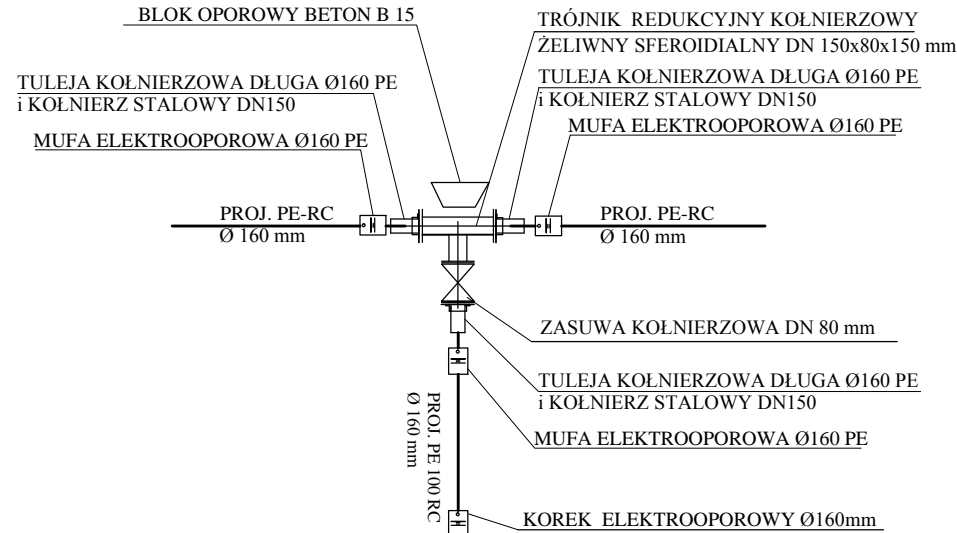 BLOK OPOROWY BETON B 15
TRÓJNIK REDUKCYJNY KOŁNIERZOWY
ŻELIWNY SFEROIDIALNY DN 150x80x150 mm
TULEJA KOŁNIERZOWA DŁUGA Ø160 PE
i KOŁNIERZ STALOWY DN150
MUFA ELEKTROOPOROWA Ø160 PE
TULEJA KOŁNIERZOWA DŁUGA Ø160 PE
i KOŁNIERZ STALOWY DN150
MUFA ELEKTROOPOROWA Ø160 PE
PROJ. PE-RC
Ø 160 mm
PROJ. PE-RC
Ø 160 mm
ZASUWA KOŁNIERZOWA DN 80 mm
TULEJA KOŁNIERZOWA DŁUGA Ø160 PE
i KOŁNIERZ STALOWY DN150
MUFA ELEKTROOPOROWA Ø160 PE
PROJ. PE 100 RC
Ø 160 mm
KOREK ELEKTROOPOROWY Ø160mm